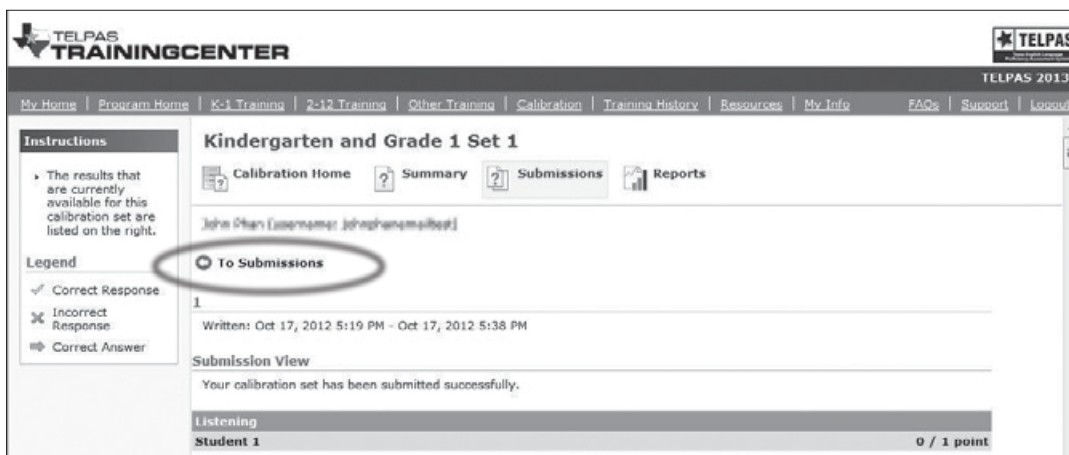 TELPAS
TRAININGCENTER
TELPAS
TELPAS 2013
My Home | Program Home | K-1 Training | 2-12 Training | Other Training | Calibration | Training History | Resources | My Info FAQs | Support | Logout
Instructions
The results that
are currently
available for this
calibration set are
listed on the right.
Legend
Correct Response
Incorrect
Response
Correct Answer
Kindergarten and Grade 1 Set 1
Calibration Home Summary Submissions Reports
To Submissions
1
Written: Oct 17, 2012 5:19 PM - Oct 17, 2012 5:38 PM
Submission View
Your calibration set has been submitted successfully.
Listening
Student 1 0 / 1 point